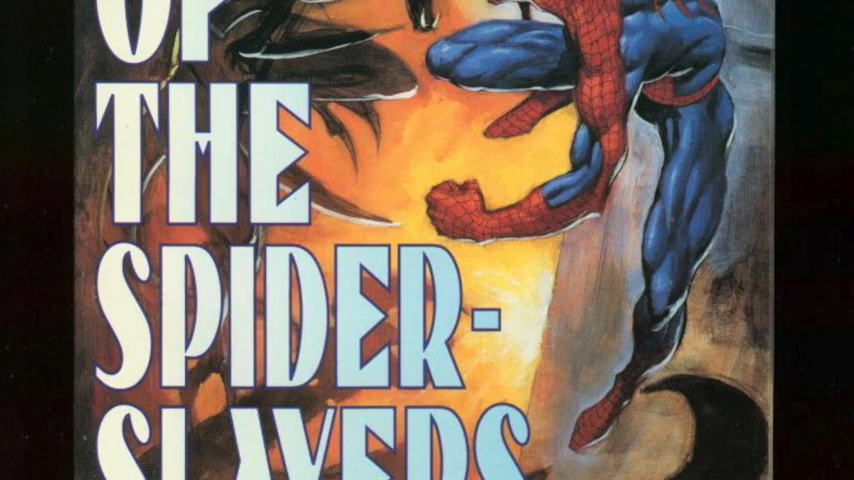 OF
THE
SPIDER-
SLAYERS